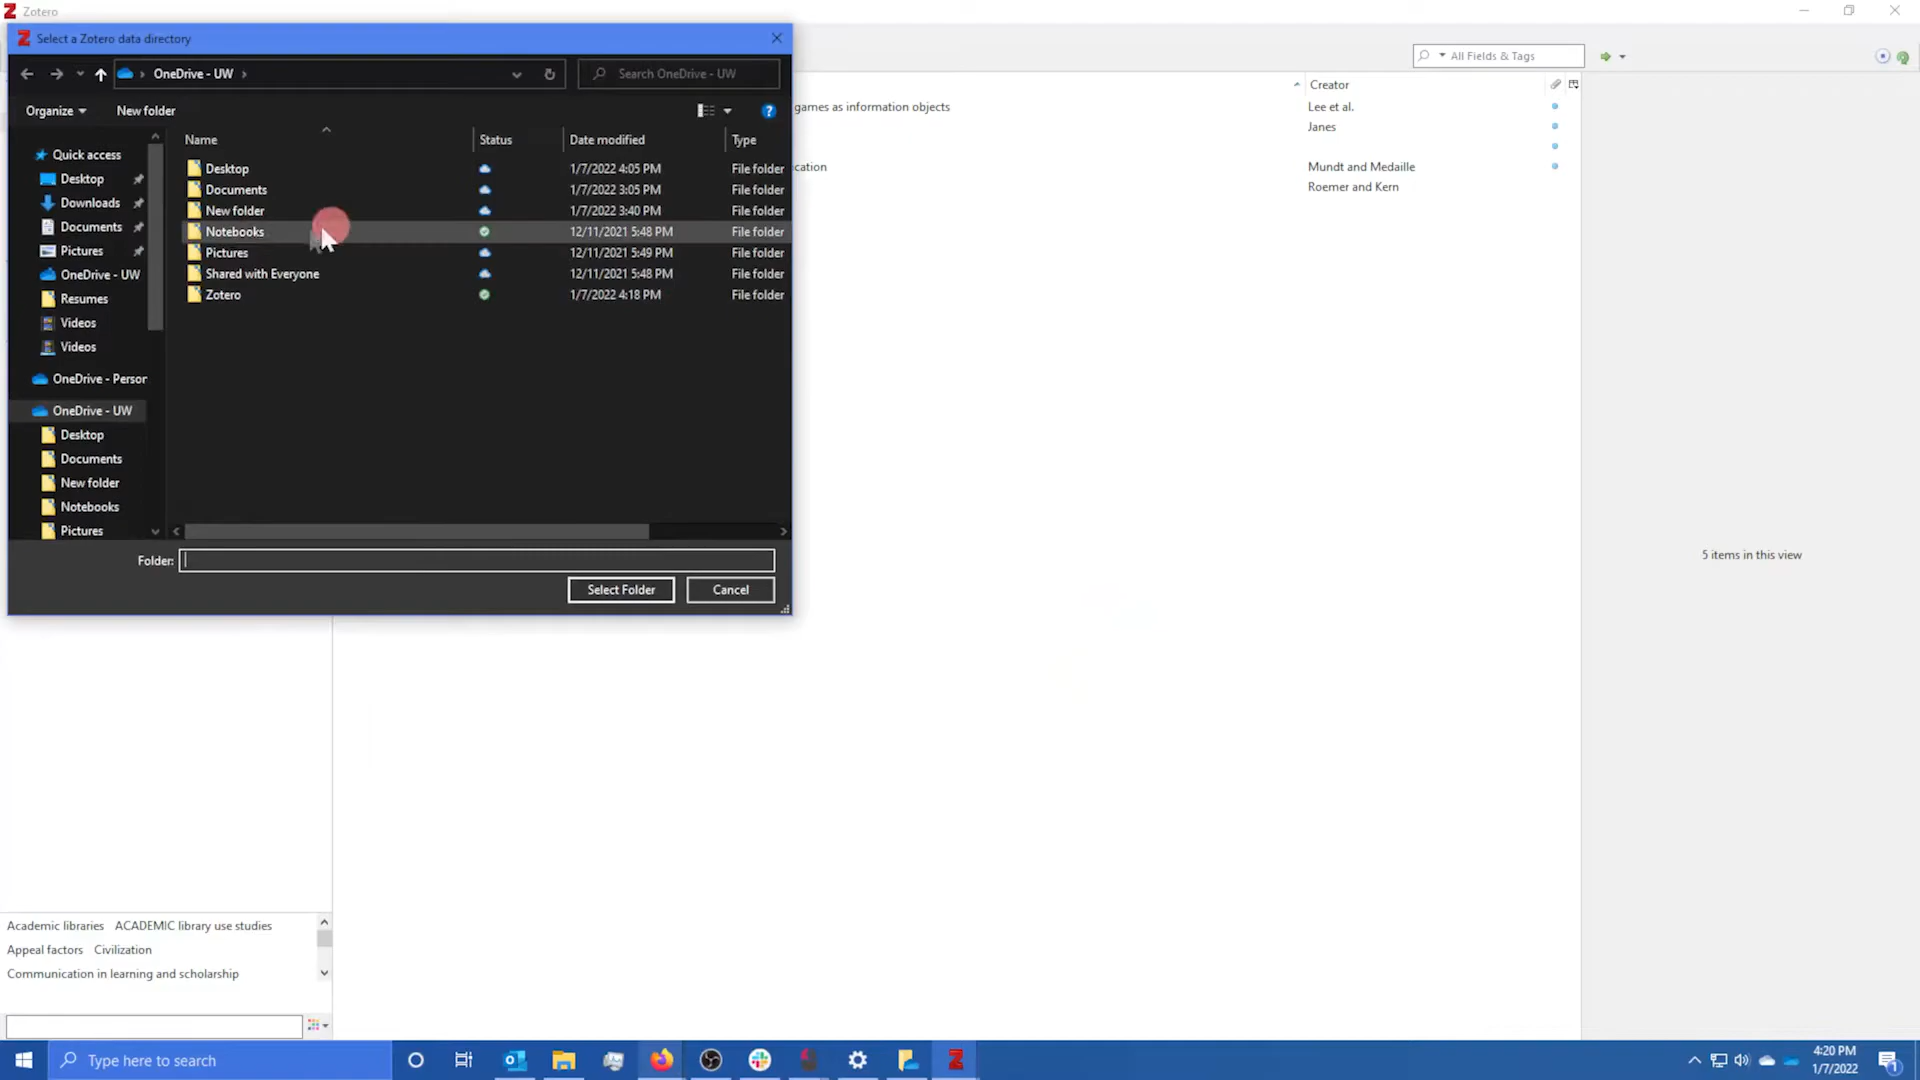 Zotero
Select a Zotero data directory
OneDrive - UW
Search OneDrive - UW
All Fields & Tags
Organize
New folder
Name
Status
Date modified
Type
Desktop 1/7/2022 4:05 PM File folder
Documents 1/7/2022 3:05 PM File folder
New folder 1/7/2022 3:40 PM File folder
Notebooks 12/11/2021 5:48 PM File folder
Pictures 12/11/2021 5:49 PM File folder
Shared with Everyone 12/11/2021 5:48 PM File folder
Zotero 1/7/2022 4:18 PM File folder
Quick access
Desktop
Downloads
Documents
Pictures
OneDrive - UW
Resumes
Videos
Videos
OneDrive - Person
OneDrive - UW
Desktop
Documents
New folder
Notebooks
Pictures
Folder:
Select Folder
Cancel
Creator
games as information objects
Lee et al.
Janes
cation
Mundt and Medaille
Roemer and Kern
5 items in this view
Academic libraries ACADEMIC library use studies
Appeal factors Civilization
Communication in learning and scholarship
Type here to search
4:20 PM
1/7/2022
1